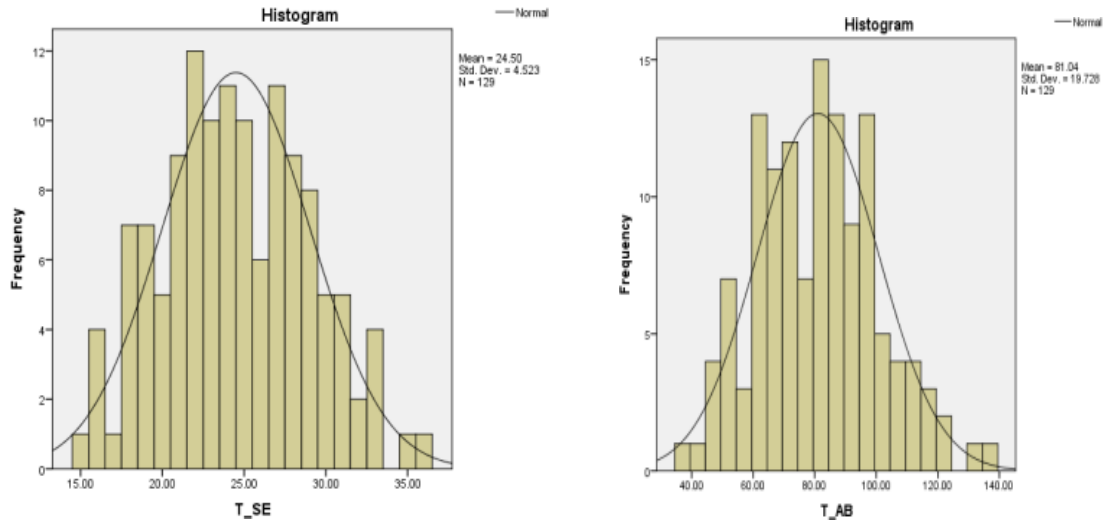 Histogram
Normal
Mean = 24.50
Std. Dev. = 4.523
N = 129
12
10
8
6
4
2
0
Frequency
15.00 20.00 25.00 30.00 35.00
T_SE
Histogram
Normal
Mean = 81.04
Std. Dev. = 19.728
N = 129
15
10
5
0
Frequency
40.00 60.00 80.00 100.00 120.00 140.00
T_AB